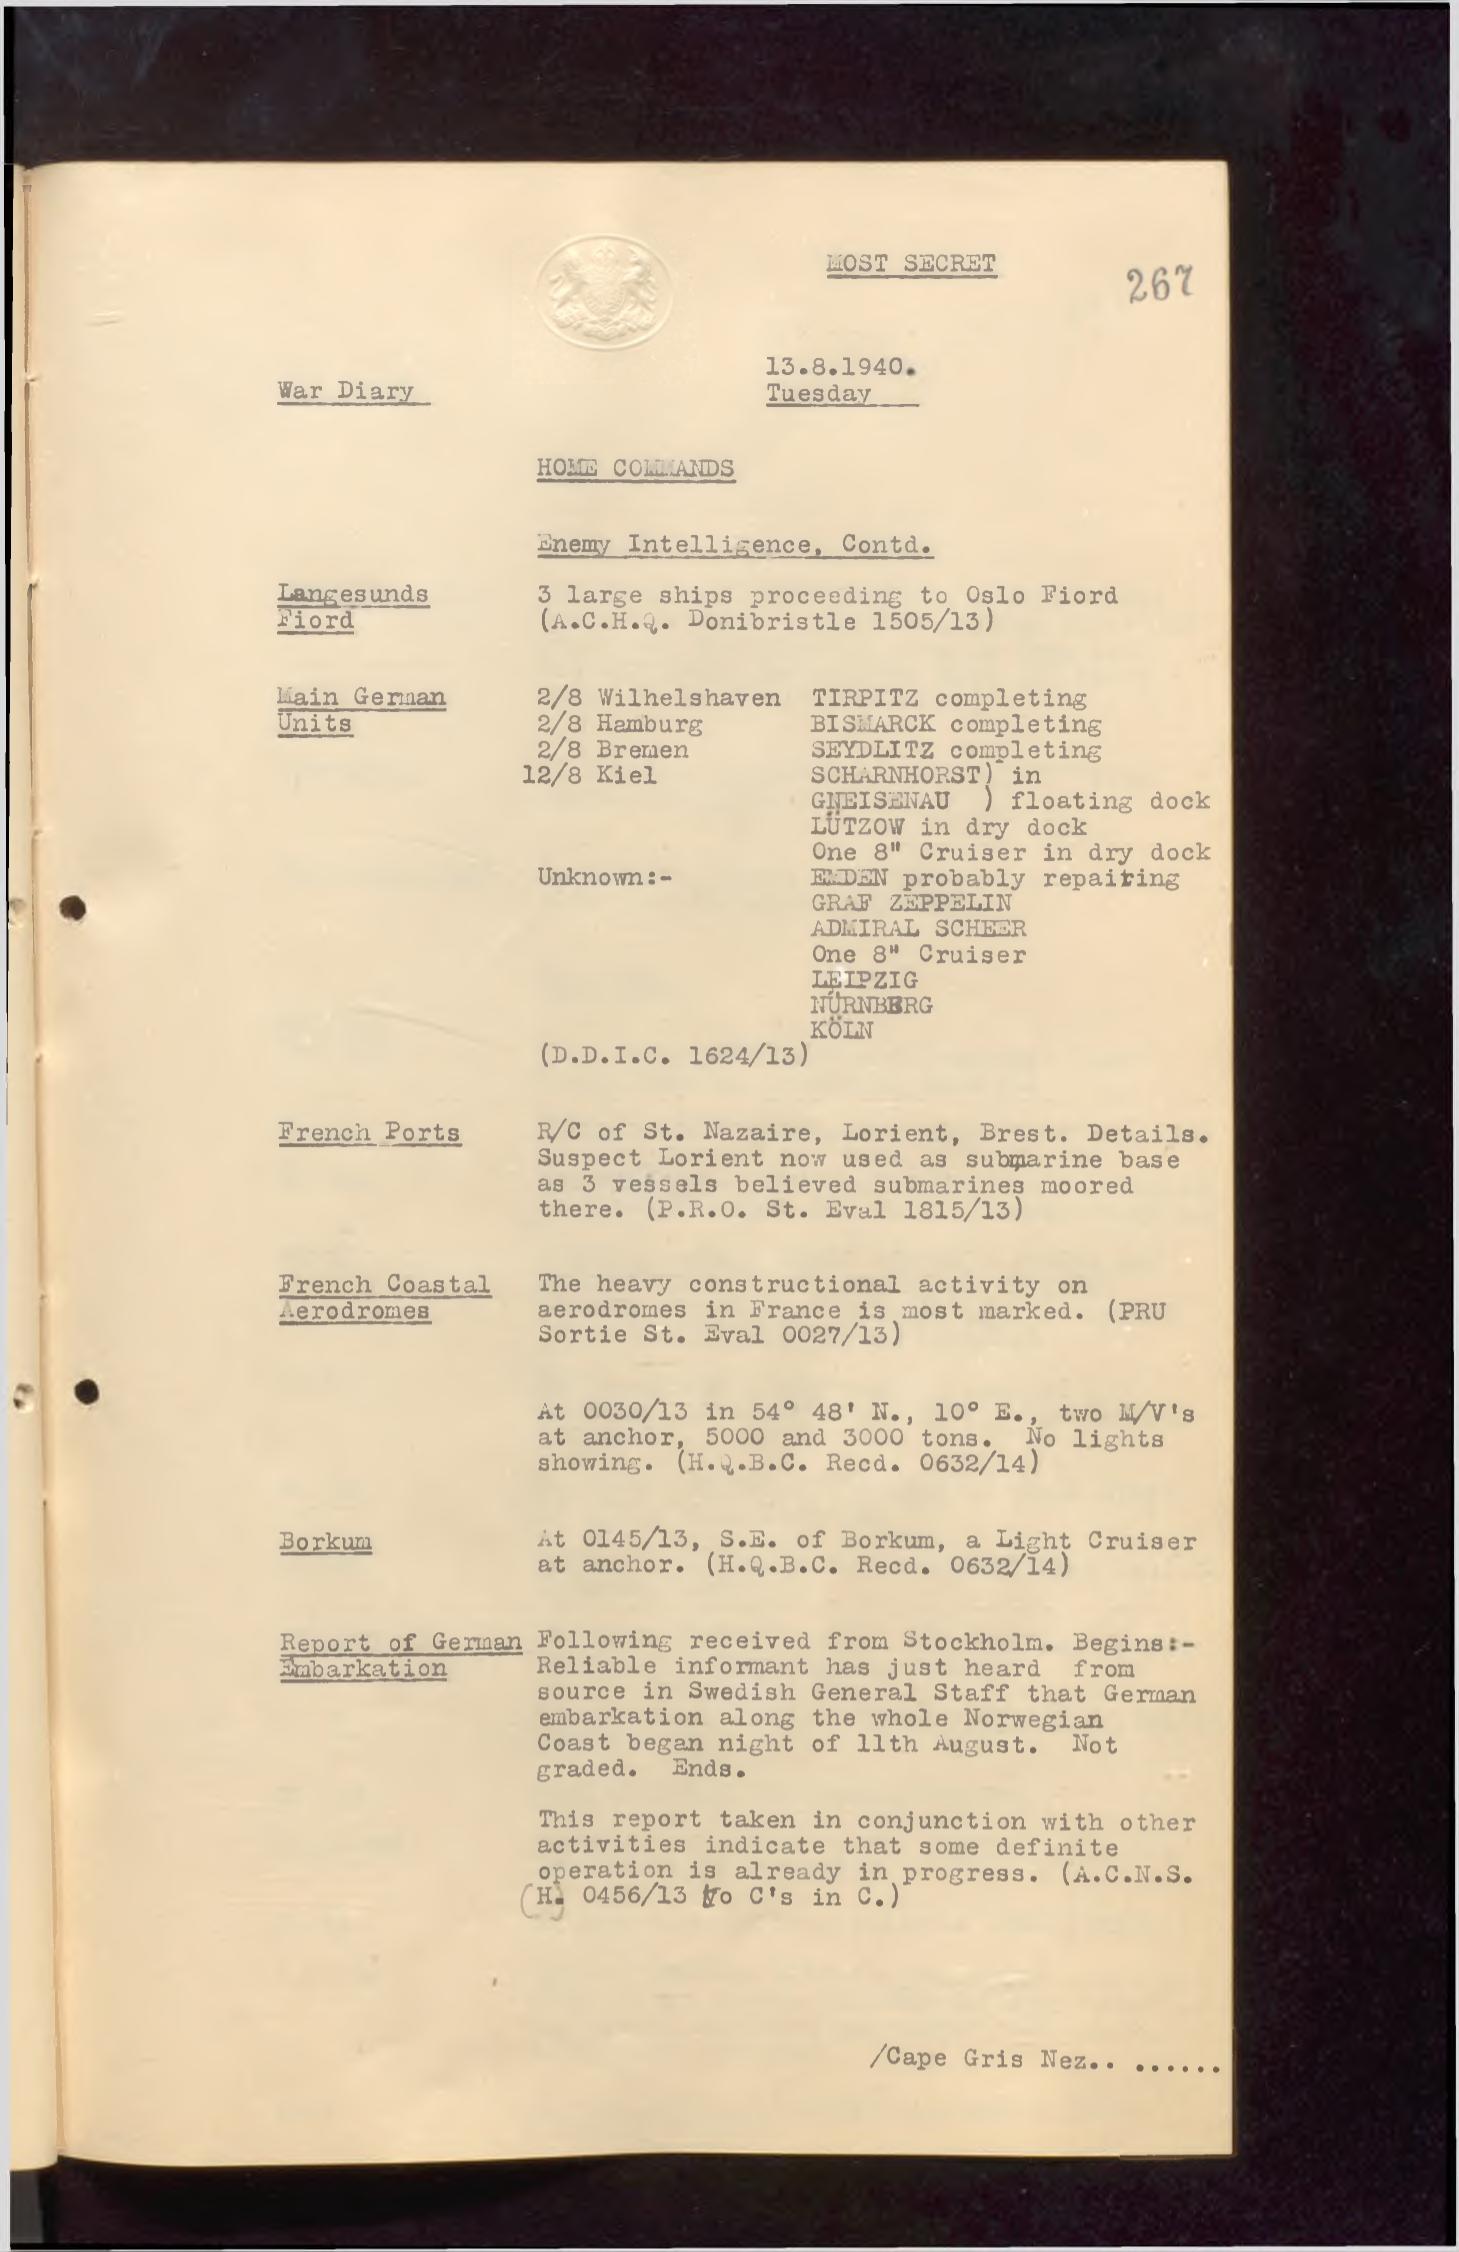 MOST SECRET
267
13.8.1940.
War Diary
Tuesday
HOME COMMANDS
Enemy Intelligence, Contd.
Langesunds 3 large ships proceeding to Oslo Fiord
Fiord (A.C.H.Q. Donibristle 1505/13)
Main German 2/8 Wilhelshaven TIRPITZ completing
Units 2/8 Hamburg BISMARCK completing
2/8 Bremen SEYDLITZ completing
12/8 Kiel SCHARNHORST) in
GNEISENAU ) floating dock
LÜTZOW in dry dock
One 8" Cruiser in dry dock
Unknown:- EMDEN probably repairing
GRAF ZEPPELIN
ADMIRAL SCHEER
One 8" Cruiser
LEIPZIG
NÜRNBERG
KÖLN
(D.D.I.C. 1624/13)
French Ports R/C of St. Nazaire, Lorient, Brest. Details.
Suspect Lorient now used as submarine base
as 3 vessels believed submarines moored
there. (P.R.O. St. Eval 1815/13)
French Coastal The heavy constructional activity on
Aerodromes aerodromes in France is most marked. (PRU
Sortie St. Eval 0027/13)
At 0030/13 in 54° 48' N., 10° E., two M/V's
at anchor, 5000 and 3000 tons. No lights
showing. (H.Q.B.C. Recd. 0632/14)
Borkum At 0145/13, S.E. of Borkum, a Light Cruiser
at anchor. (H.Q.B.C. Recd. 0632/14)
Report of German Following received from Stockholm. Begins:-
Embarkation Reliable informant has just heard from
source in Swedish General Staff that German
embarkation along the whole Norwegian
Coast began night of 11th August. Not
graded. Ends.
This report taken in conjunction with other
activities indicate that some definite
operation is already in progress. (A.C.N.S.
(H) 0456/13 to C's in C.)
/Cape Gris Nez.. ......